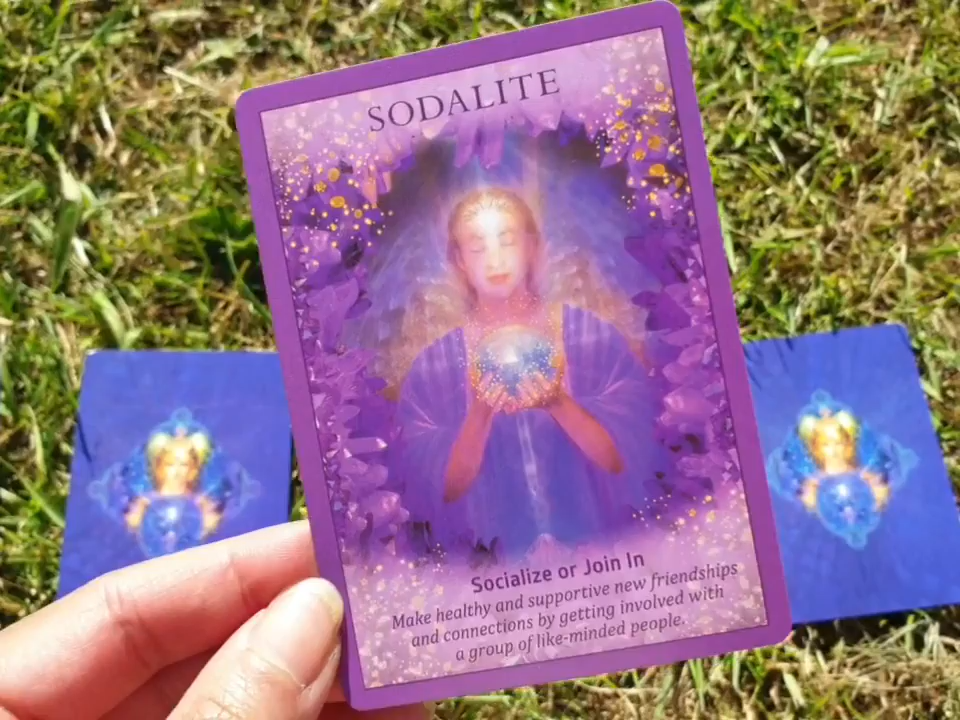 SODALITE
Socialize or Join In
Make healthy and supportive new friendships
and connections by getting involved with
a group of like-minded people.